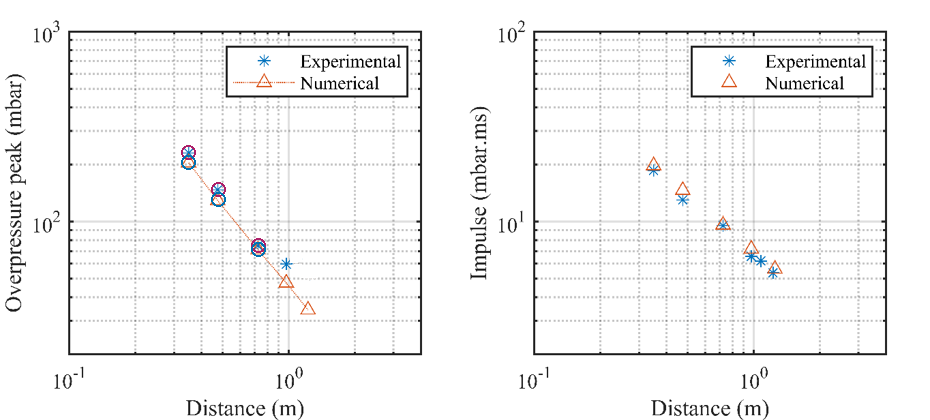 10^3
10^2
Overpressure peak (mbar)
Experimental
Numerical
10^-1
10^0
Distance (m)
10^2
10^1
Impulse (mbar.ms)
Experimental
Numerical
10^-1
10^0
Distance (m)